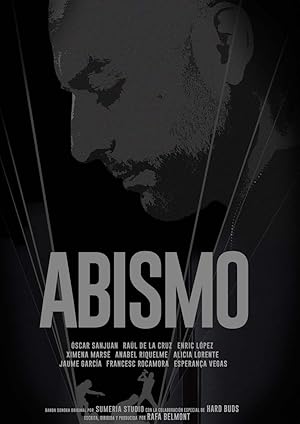 ABISMO
ÓSCAR SANJUAN RAÚL DE LA CRUZ ENRIC LÓPEZ
XIMENA MARSÉ ANABEL RIQUELME ALICIA LORENTE
JAUME GARCÍA FRANCESC ROCAMORA ESPERANZA VEGAS
BANDA SONORA ORIGINAL POR SUMERIA STUDIO CON LA COLABORACIÓN ESPECIAL DE HARD BUDS
ESCRITA, DIRIGIDA Y PRODUCIDA POR RAFA BELMONT